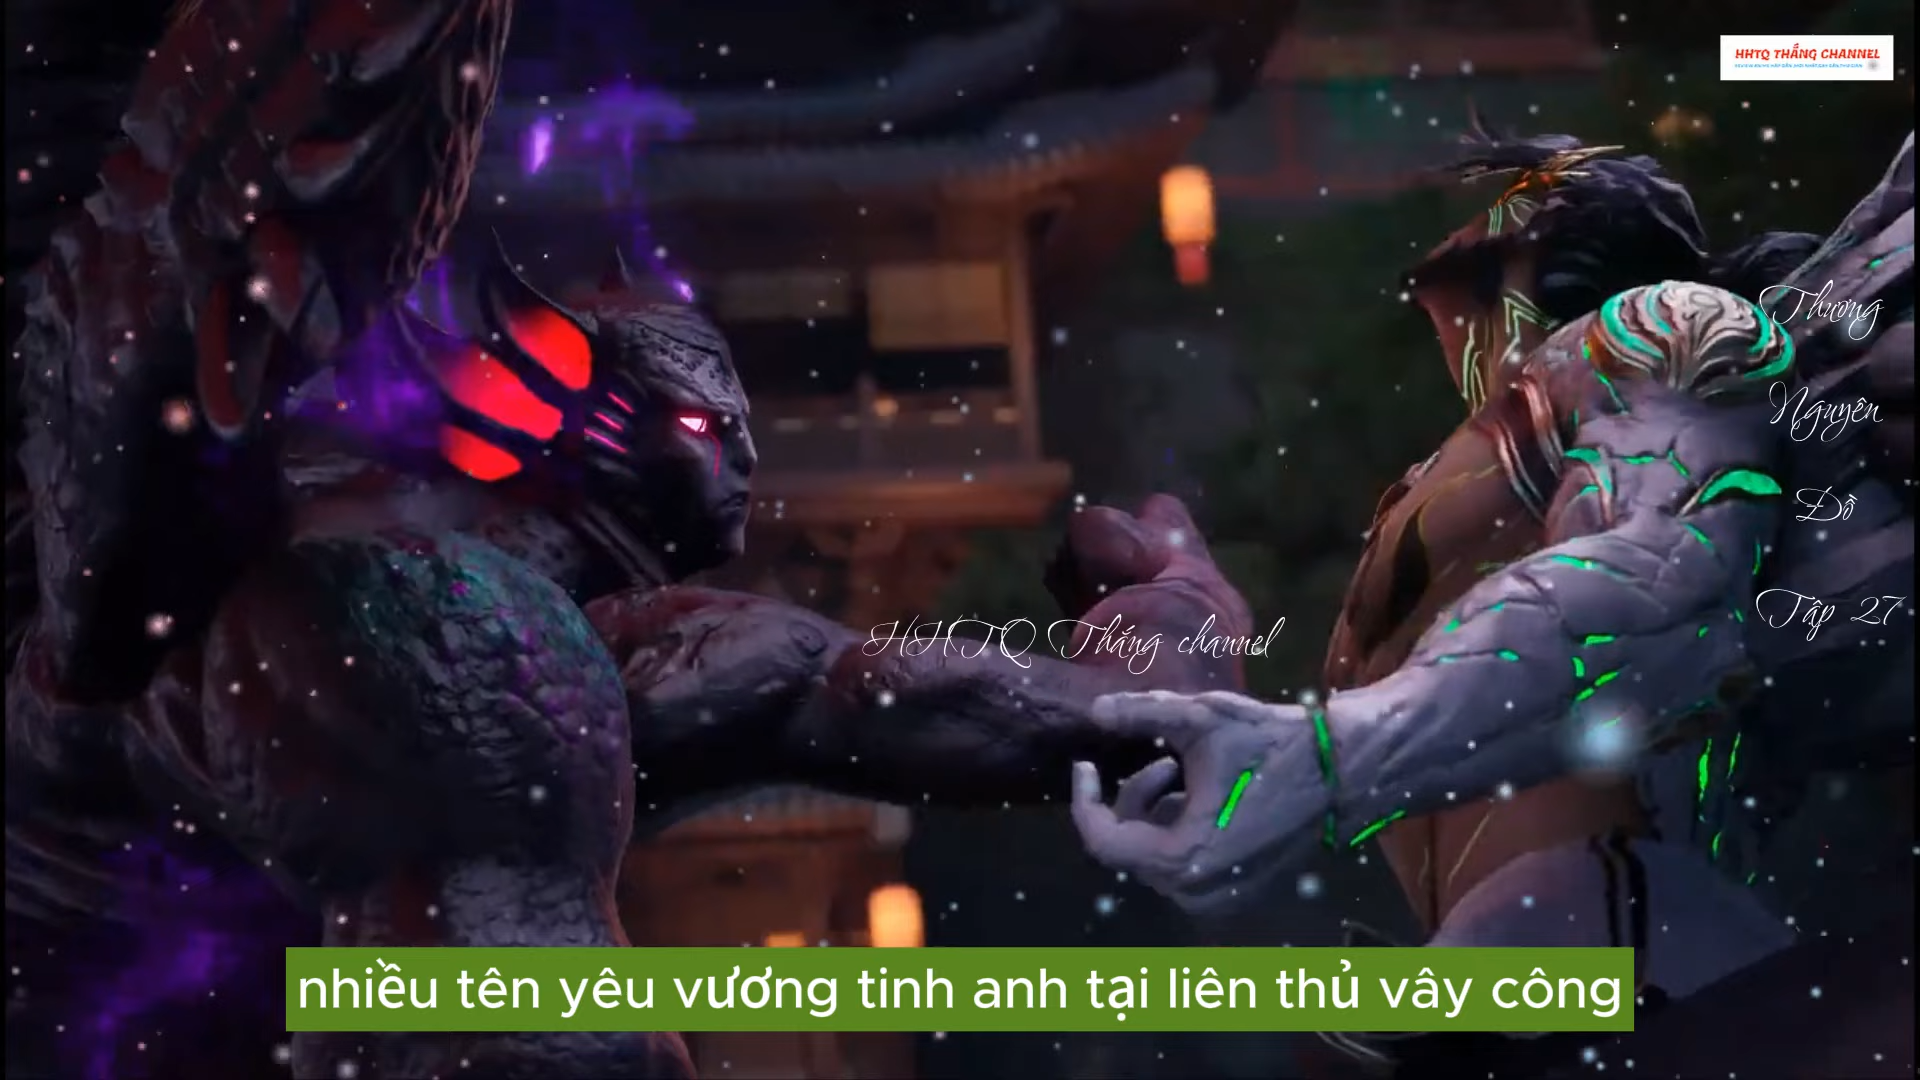 HHTQ THẮNG CHANNEL
Thương
Nguyên
Đồ
Tập 27
HHTQ Thắng channel
nhiều tên yêu vương tinh anh tại liên thủ vây công